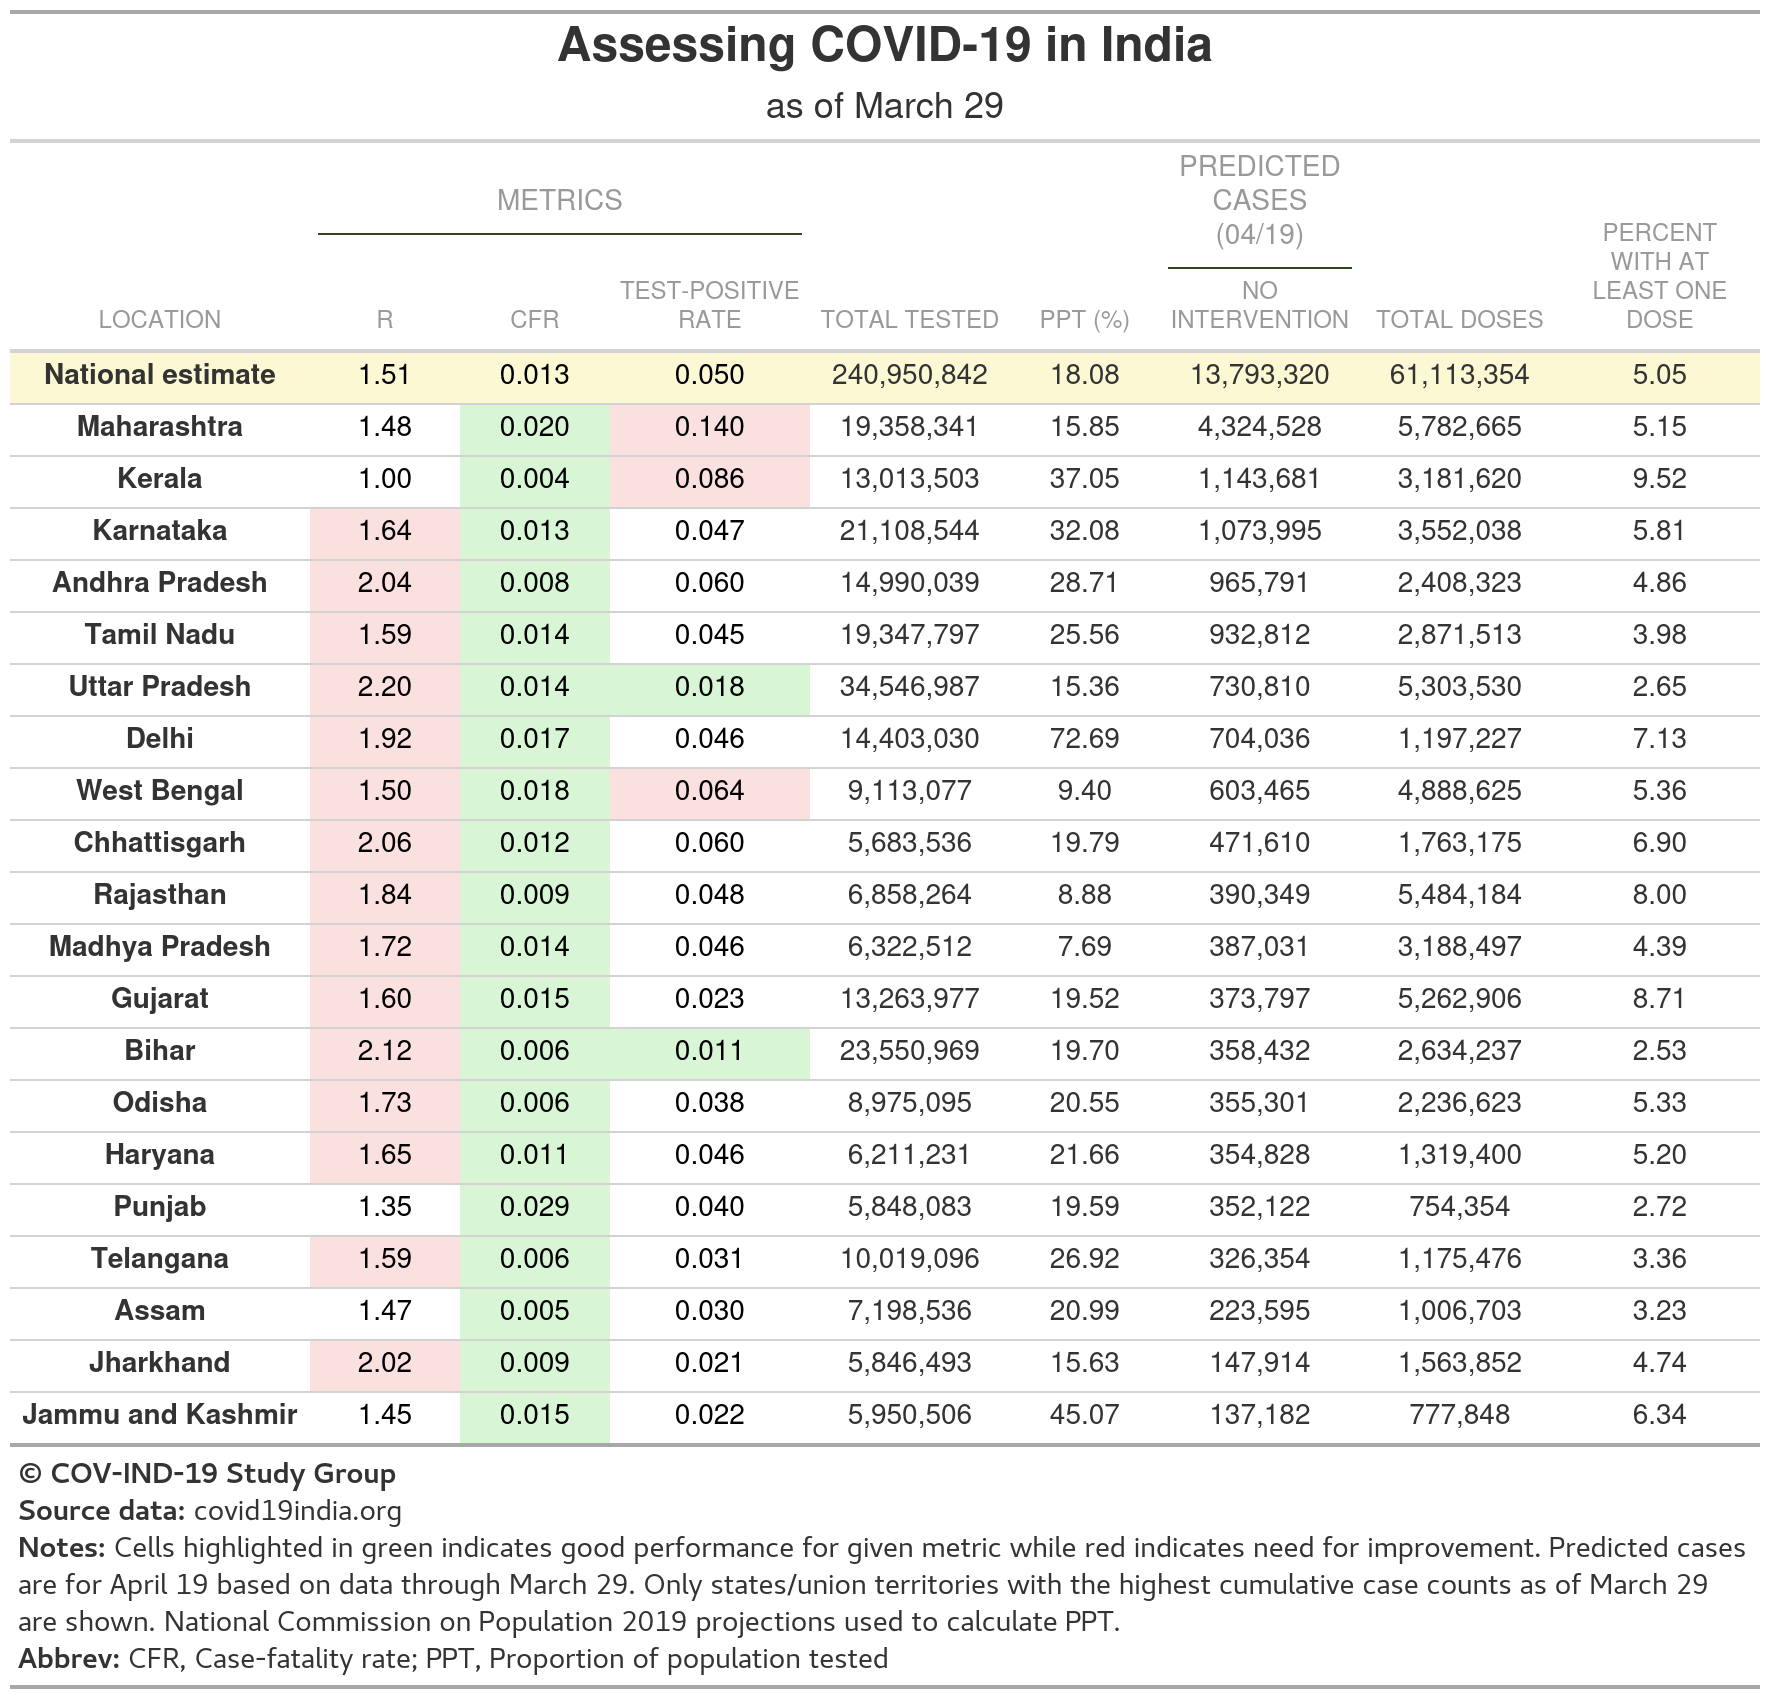 Assessing COVID-19 in India
as of March 29
METRICS
PREDICTED
CASES
(04/19)
LOCATION R CFR TEST-POSITIVE RATE TOTAL TESTED PPT (%) NO INTERVENTION TOTAL DOSES PERCENT WITH AT LEAST ONE DOSE
National estimate 1.51 0.013 0.050 240,950,842 18.08 13,793,320 61,113,354 5.05
Maharashtra 1.48 0.020 0.140 19,358,341 15.85 4,324,528 5,782,665 5.15
Kerala 1.00 0.004 0.086 13,013,503 37.05 1,143,681 3,181,620 9.52
Karnataka 1.64 0.013 0.047 21,108,544 32.08 1,073,995 3,552,038 5.81
Andhra Pradesh 2.04 0.008 0.060 14,990,039 28.71 965,791 2,408,323 4.86
Tamil Nadu 1.59 0.014 0.045 19,347,797 25.56 932,812 2,871,513 3.98
Uttar Pradesh 2.20 0.014 0.018 34,546,987 15.36 730,810 5,303,530 2.65
Delhi 1.92 0.017 0.046 14,403,030 72.69 704,036 1,197,227 7.13
West Bengal 1.50 0.018 0.064 9,113,077 9.40 603,465 4,888,625 5.36
Chhattisgarh 2.06 0.012 0.060 5,683,536 19.79 471,610 1,763,175 6.90
Rajasthan 1.84 0.009 0.048 6,858,264 8.88 390,349 5,484,184 8.00
Madhya Pradesh 1.72 0.014 0.046 6,322,512 7.69 387,031 3,188,497 4.39
Gujarat 1.60 0.015 0.023 13,263,977 19.52 373,797 5,262,906 8.71
Bihar 2.12 0.006 0.011 23,550,969 19.70 358,432 2,634,237 2.53
Odisha 1.73 0.006 0.038 8,975,095 20.55 355,301 2,236,623 5.33
Haryana 1.65 0.011 0.046 6,211,231 21.66 354,828 1,319,400 5.20
Punjab 1.35 0.029 0.040 5,848,083 19.59 352,122 754,354 2.72
Telangana 1.59 0.006 0.031 10,019,096 26.92 326,354 1,175,476 3.36
Assam 1.47 0.005 0.030 7,198,536 20.99 223,595 1,006,703 3.23
Jharkhand 2.02 0.009 0.021 5,846,493 15.63 147,914 1,563,852 4.74
Jammu and Kashmir 1.45 0.015 0.022 5,950,506 45.07 137,182 777,848 6.34
© COV-IND-19 Study Group
Source data: covid19india.org
Notes: Cells highlighted in green indicates good performance for given metric while red indicates need for improvement. Predicted cases
are for April 19 based on data through March 29. Only states/union territories with the highest cumulative case counts as of March 29
are shown. National Commission on Population 2019 projections used to calculate PPT.
Abbrev: CFR, Case-fatality rate; PPT, Proportion of population tested